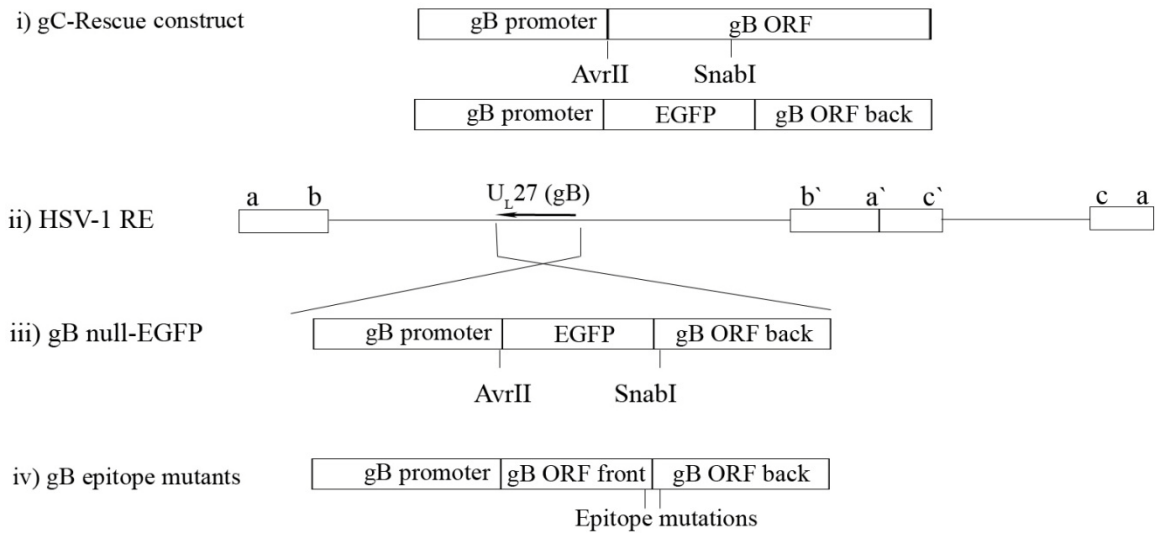 i) gC-Rescue construct
gB promoter gB ORF
AvrII SnabI
gB promoter EGFP gB ORF back
U_L27 (gB)
a b b` a` c` c a
ii) HSV-1 RE
iii) gB null-EGFP
gB promoter EGFP gB ORF back
AvrII SnabI
iv) gB epitope mutants
gB promoter gB ORF front gB ORF back
Epitope mutations